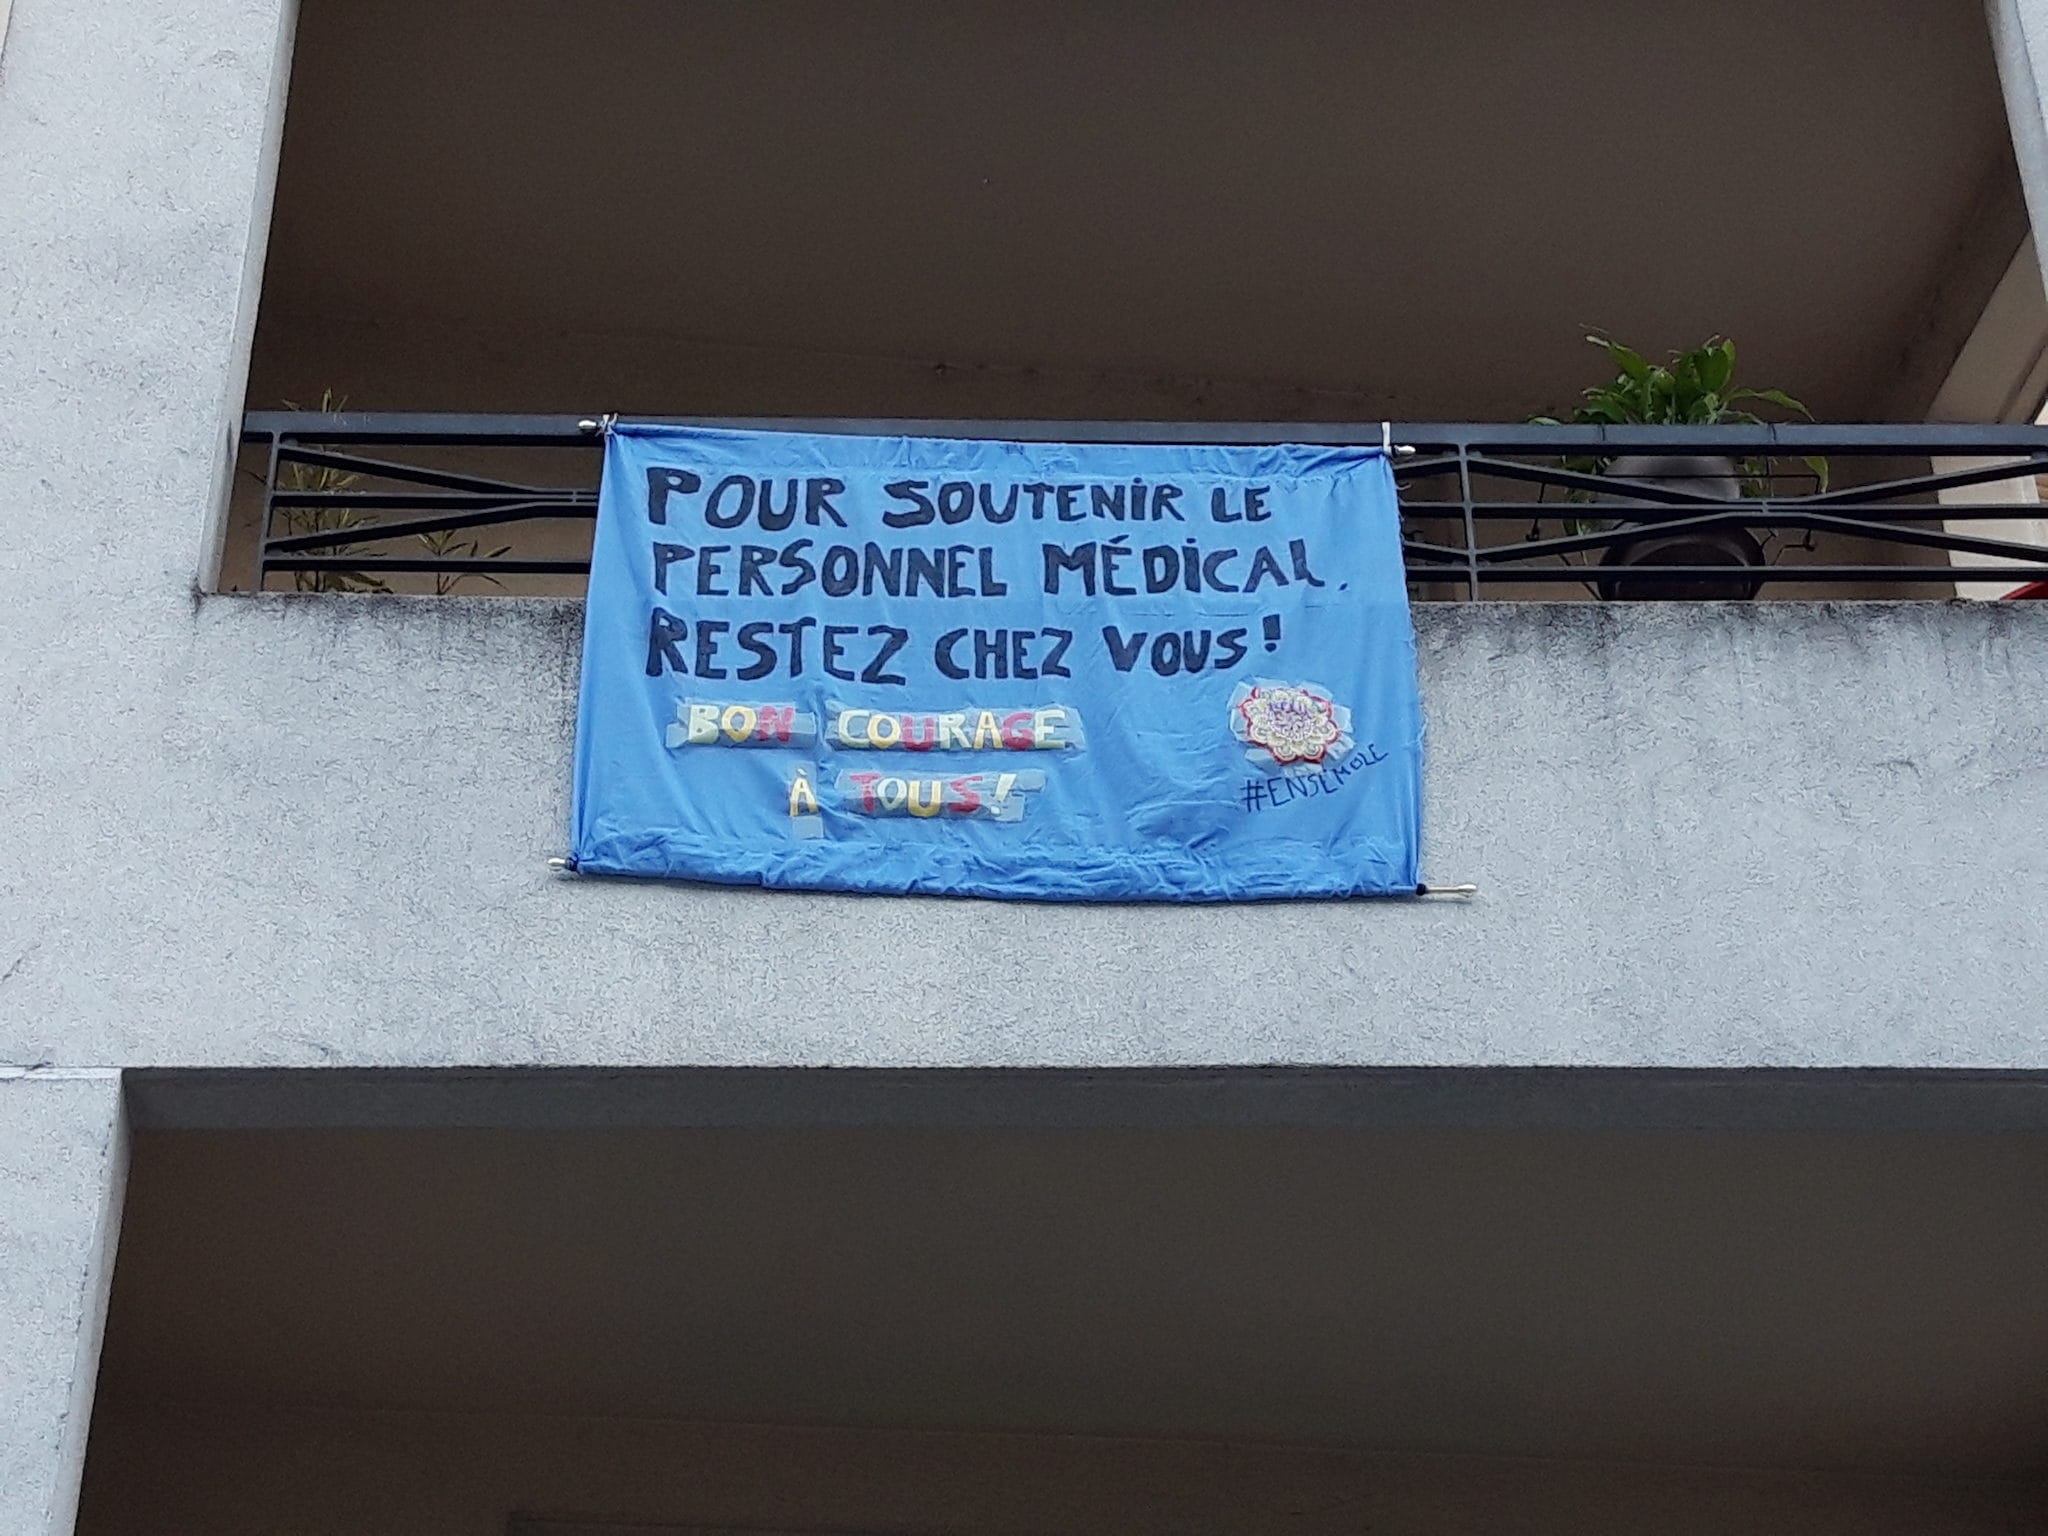 POUR SOUTENIR LE
PERSONNEL MÉDICAL.
RESTEZ CHEZ VOUS!
BON COURAGE
À TOUS!
#ENSEMBLE